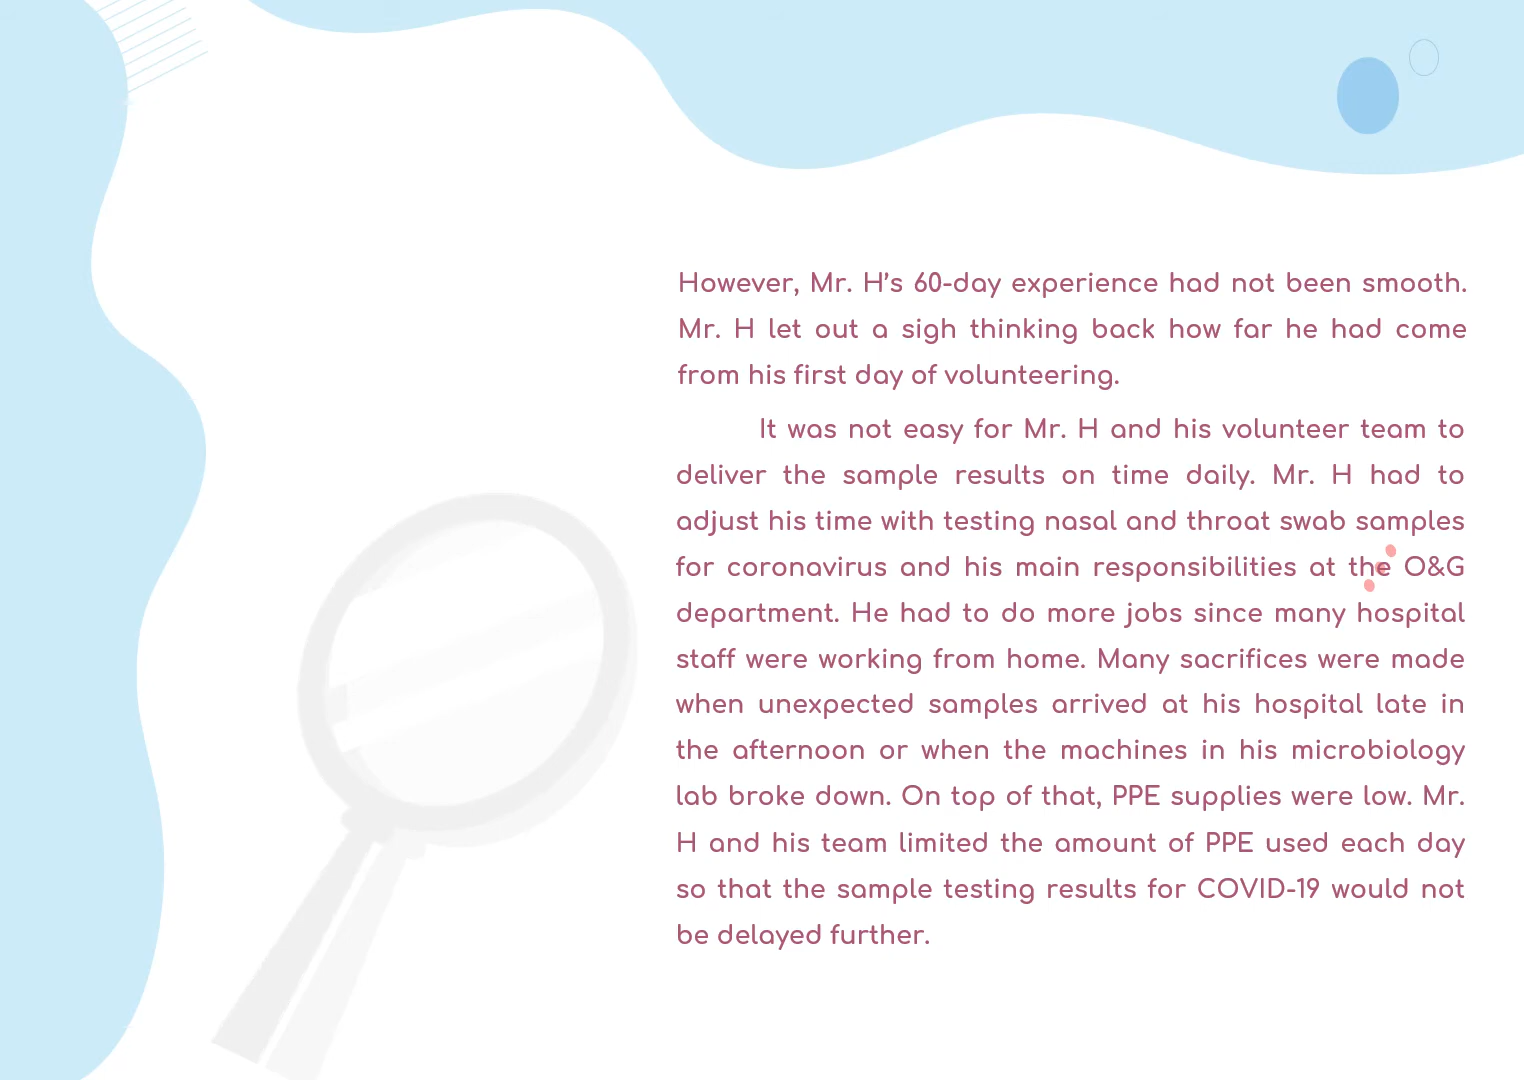 However, Mr. H’s 60-day experience had not been smooth.
Mr. H let out a sigh thinking back how far he had come
from his first day of volunteering.
It was not easy for Mr. H and his volunteer team to
deliver the sample results on time daily. Mr. H had to
adjust his time with testing nasal and throat swab samples
for coronavirus and his main responsibilities at the O&G
department. He had to do more jobs since many hospital
staff were working from home. Many sacrifices were made
when unexpected samples arrived at his hospital late in
the afternoon or when the machines in his microbiology
lab broke down. On top of that, PPE supplies were low. Mr.
H and his team limited the amount of PPE used each day
so that the sample testing results for COVID-19 would not
be delayed further.